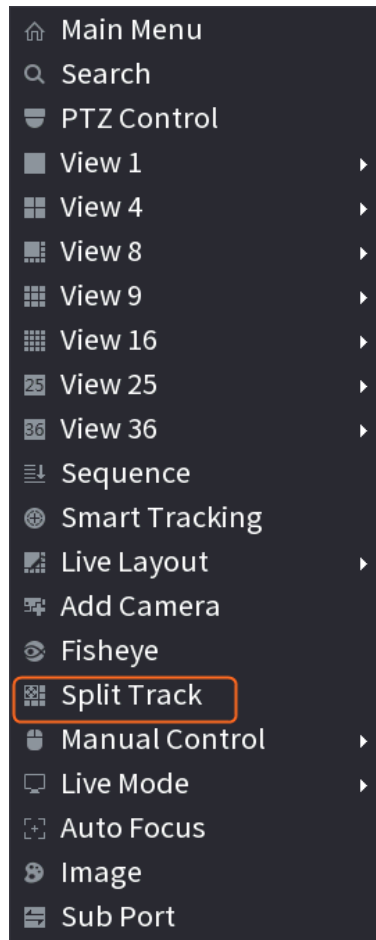 Main Menu
Search
PTZ Control
View 1
View 4
View 8
View 9
View 16
25 View 25
36 View 36
Sequence
Smart Tracking
Live Layout
Add Camera
Fisheye
Split Track
Manual Control
Live Mode
Auto Focus
Image
Sub Port